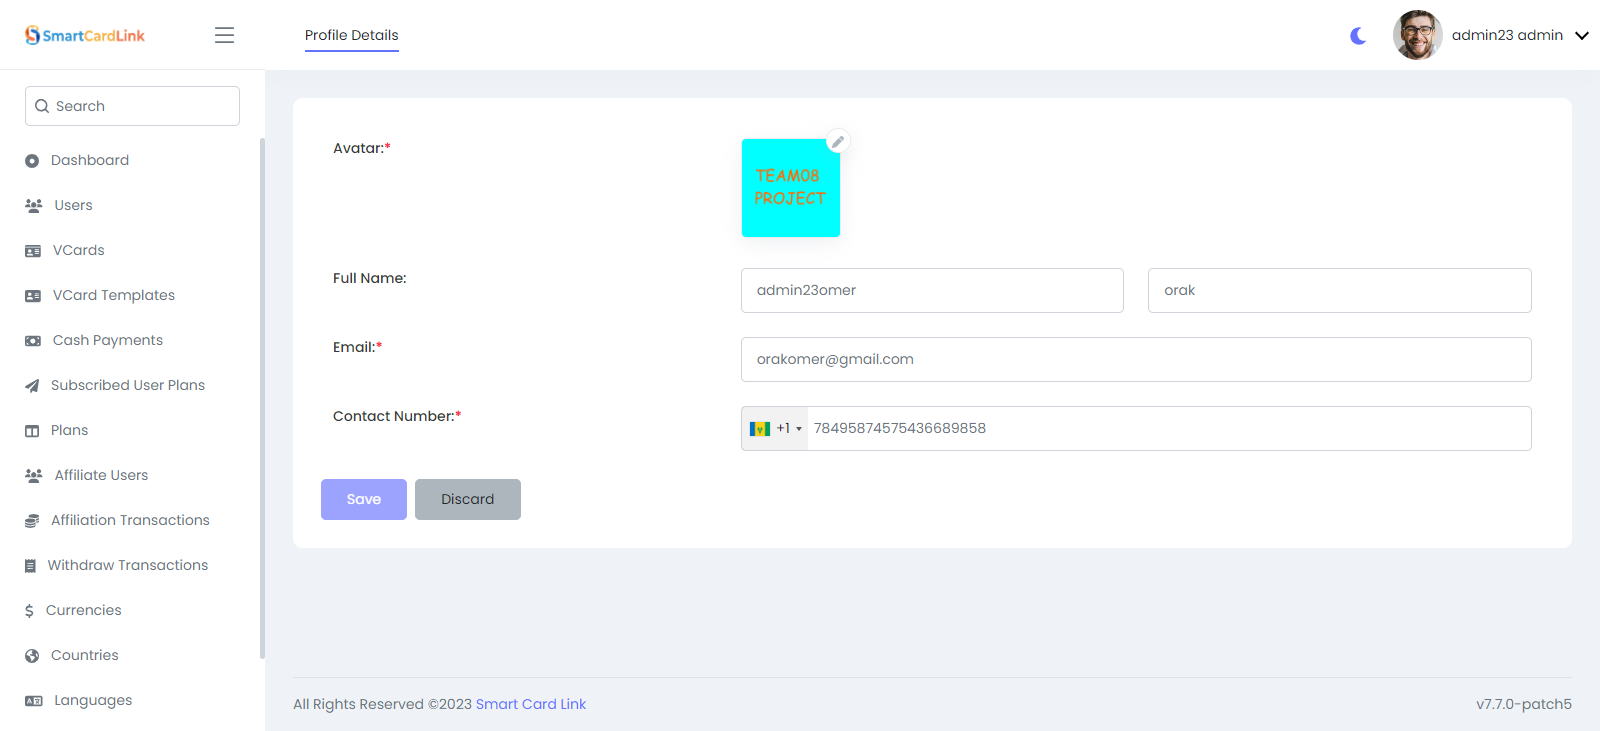 SmartCardLink
Profile Details
admin23 admin
Search
Dashboard
Users
VCards
VCard Templates
Cash Payments
Subscribed User Plans
Plans
Affiliate Users
Affiliation Transactions
Withdraw Transactions
Currencies
Countries
Languages
Avatar:*
TEAM08
PROJECT
Full Name:
admin23omer
orak
Email:*
orakomer@gmail.com
Contact Number:*
+1
78495874575436689858
Save
Discard
All Rights Reserved ©2023 Smart Card Link
v7.7.0-patch5